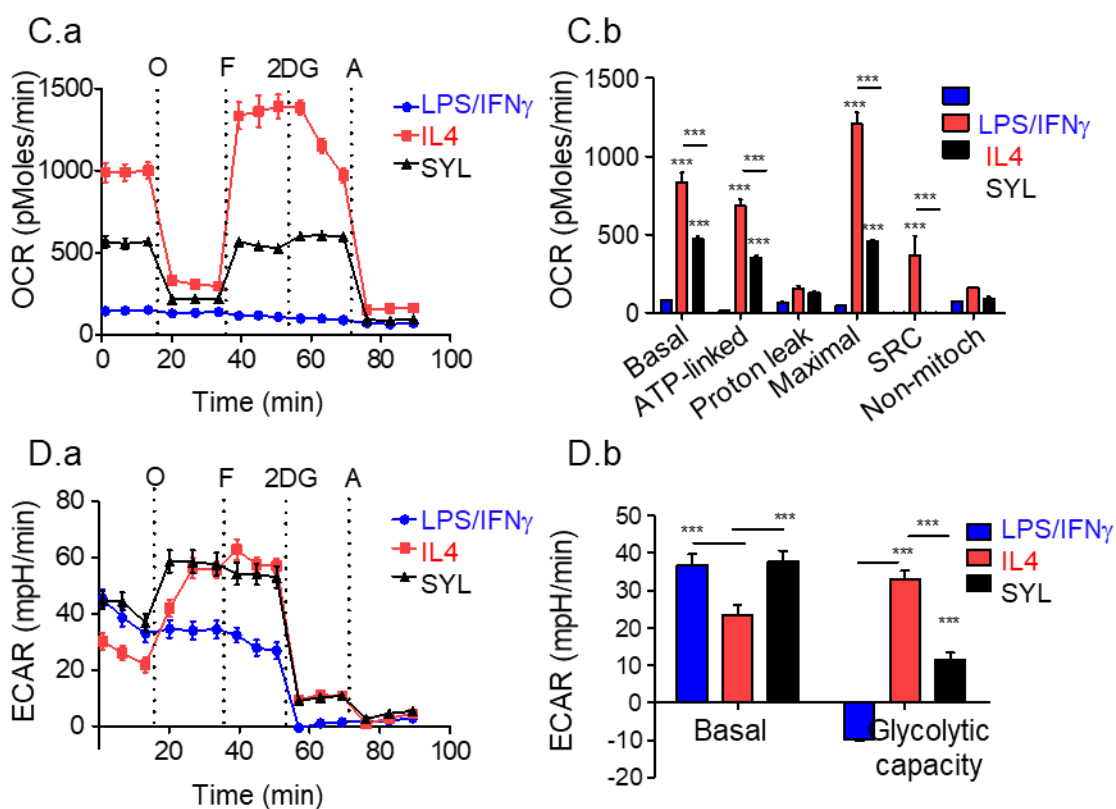 C.a
O F 2DG A
1500
1000
500
0
OCR (pMoles/min)
LPS/IFNγ
IL4
SYL
0 20 40 60 80 100
Time (min)
C.b
1500
1000
500
0
OCR (pMoles/min)
***
***
***
***
***
***
***
***
***
***
***
***
LPS/IFNγ
IL4
SYL
Basal
ATP-linked
Proton leak
Maximal
SRC
Non-mitoch
D.a
O F 2DG A
80
60
40
20
0
ECAR (mpH/min)
LPS/IFNγ
IL4
SYL
20 40 60 80 100
Time (min)
D.b
50
40
30
20
10
0
-10
-20
ECAR (mpH/min)
***
***
***
***
***
LPS/IFNγ
IL4
SYL
Basal
Glycolytic
capacity